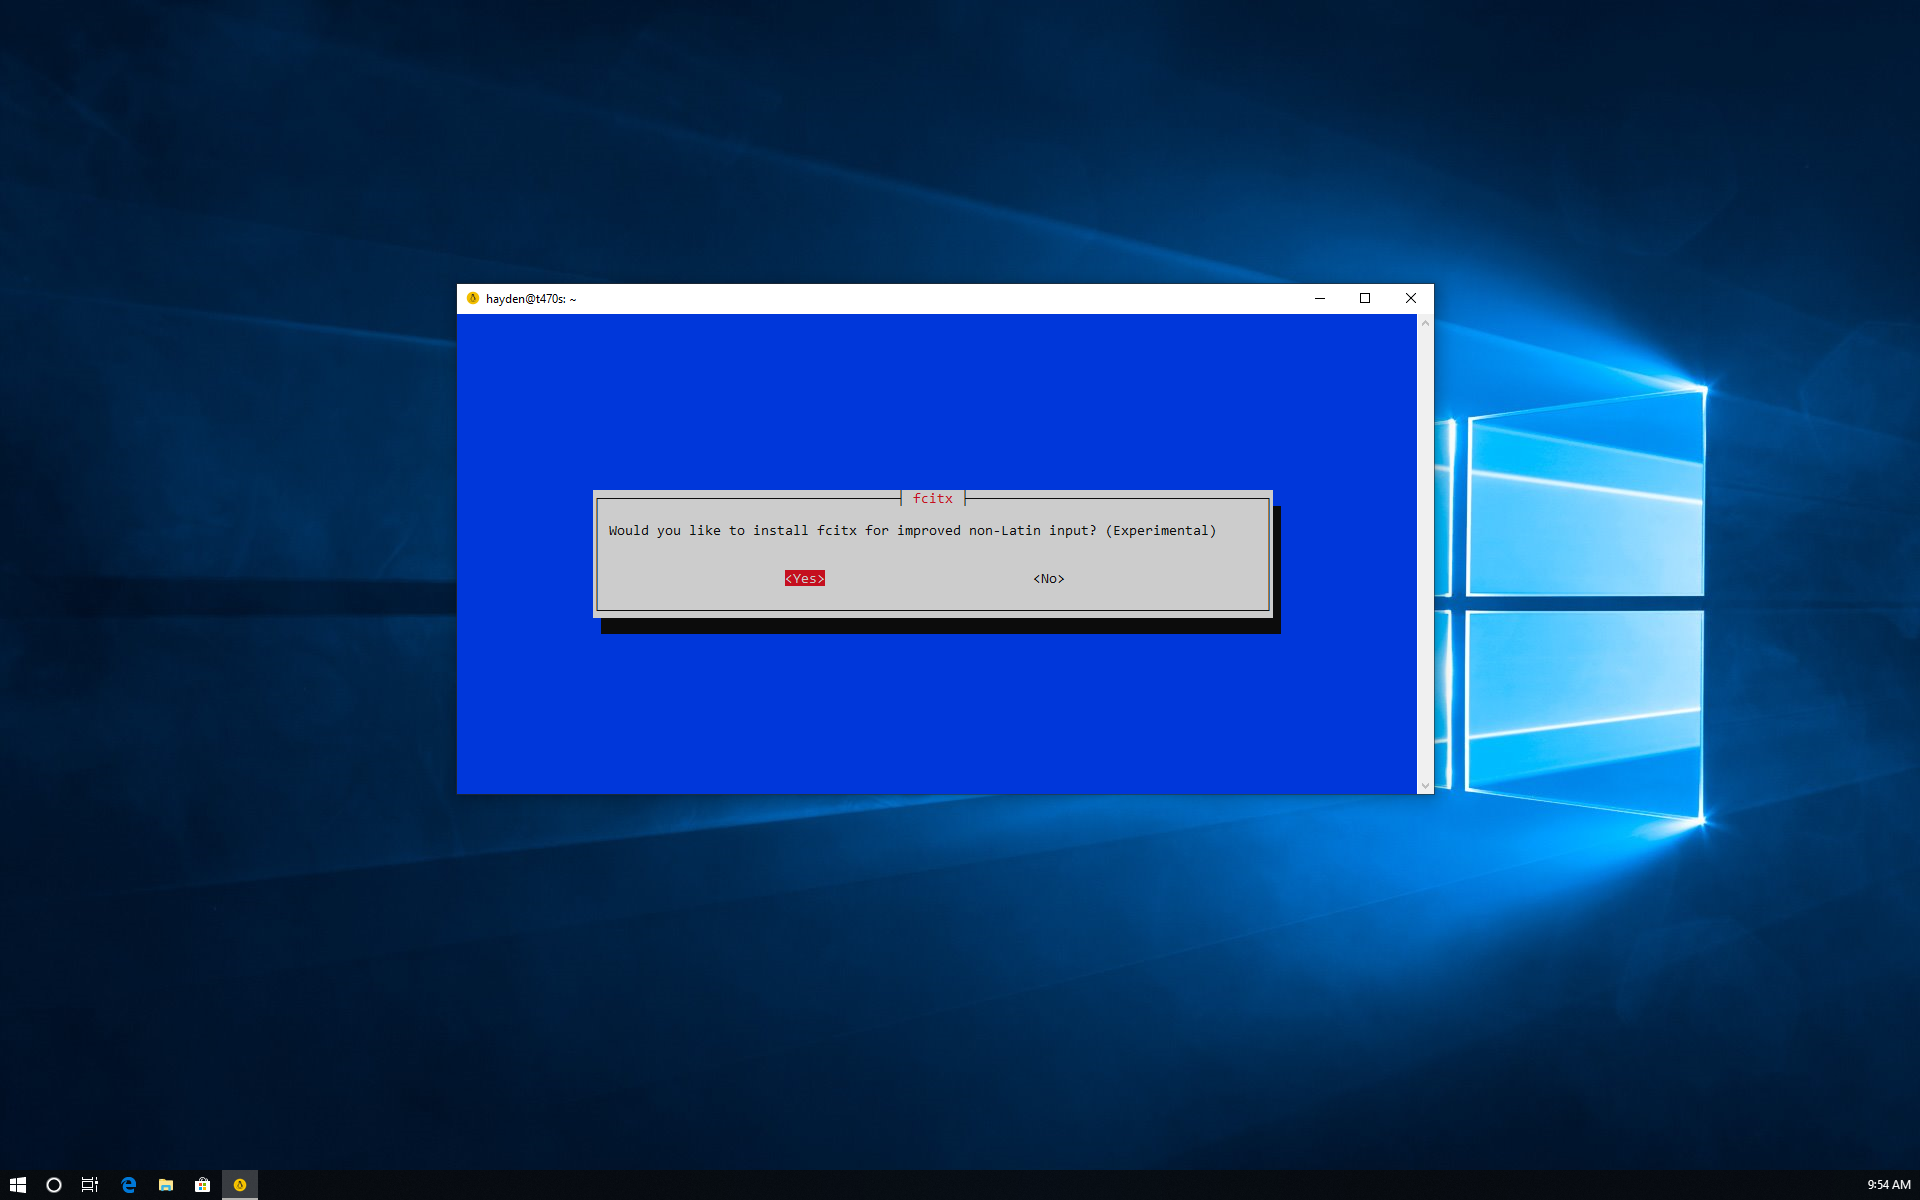 hayden@t470s: ~
fcitx
Would you like to install fcitx for improved non-Latin input? (Experimental)
<Yes> <No>
9:54 AM